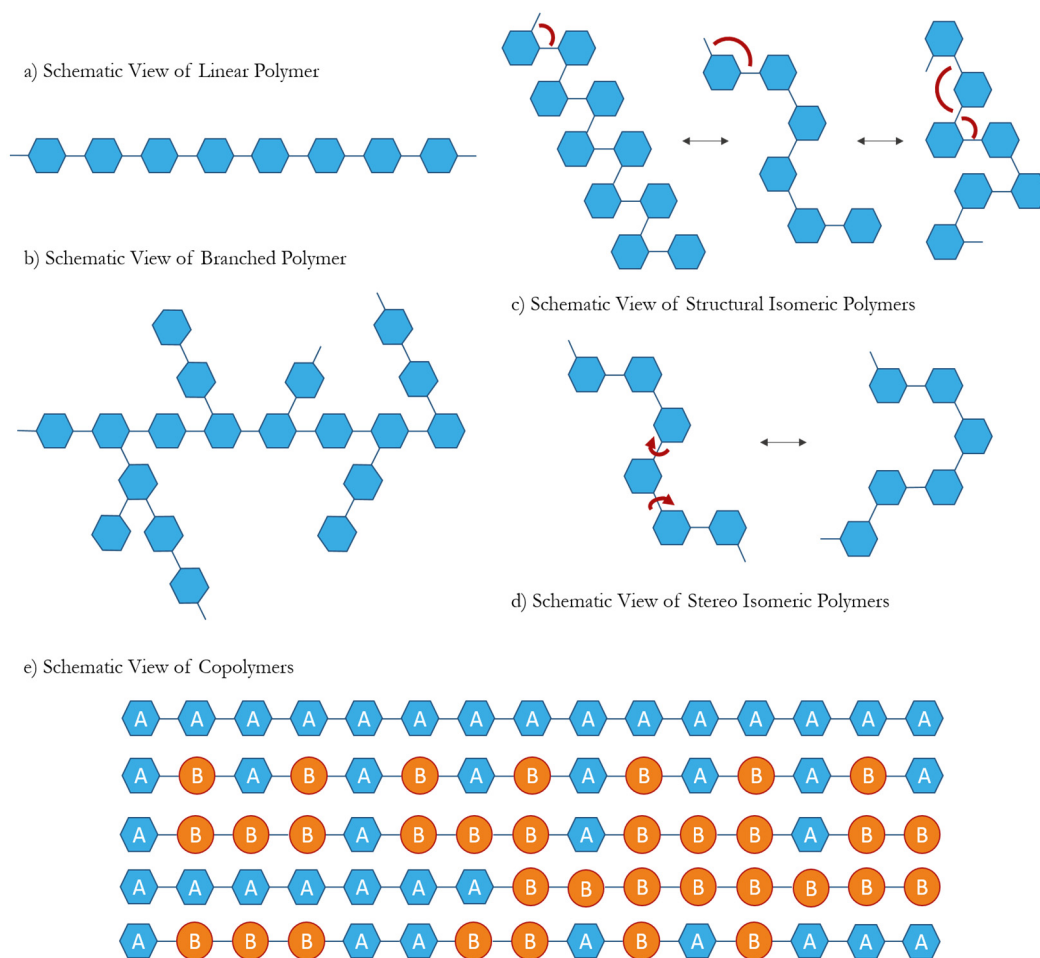 a) Schematic View of Linear Polymer
b) Schematic View of Branched Polymer
c) Schematic View of Structural Isomeric Polymers
d) Schematic View of Stereo Isomeric Polymers
e) Schematic View of Copolymers
A A A A A A A A A A A A A A A
A B A B A B A B A B A B A B A
A B B B A B B B A B B B A B B
A A A A A A A B B B B B B B B
A B B B A A B B A B A B A A A